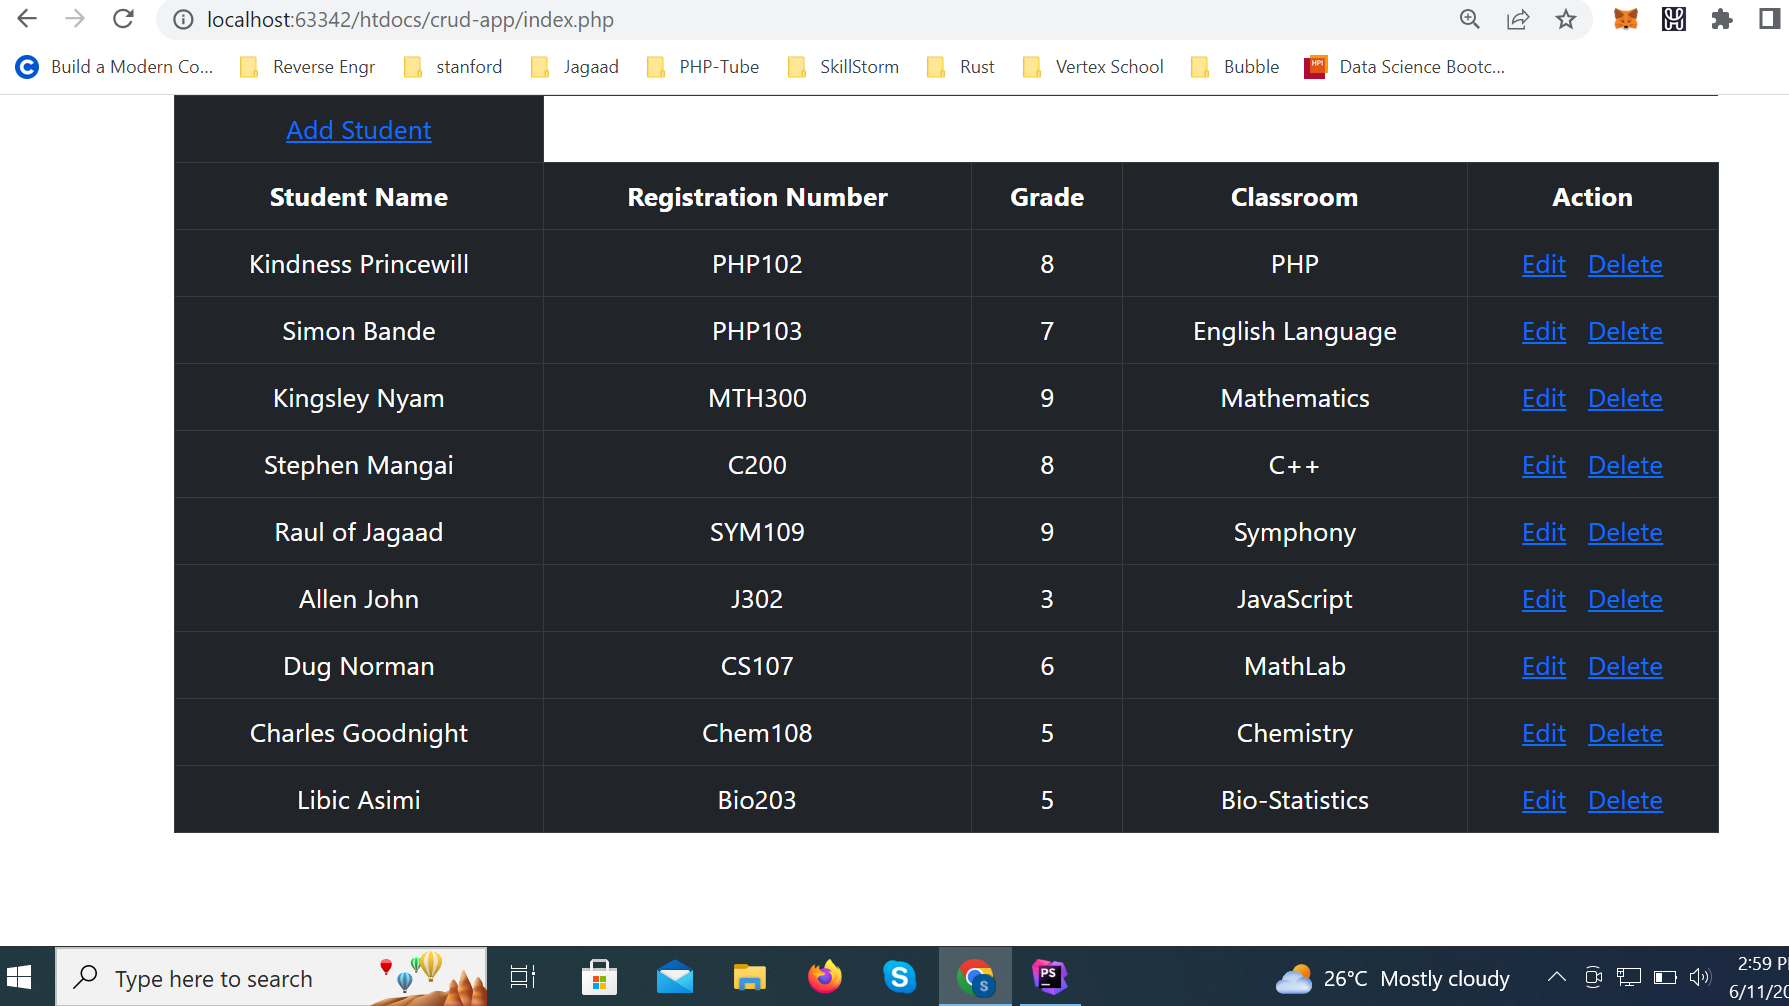 localhost:63342/htdocs/crud-app/index.php
Build a Modern Co... Reverse Engr stanford Jagaad PHP-Tube SkillStorm Rust Vertex School Bubble HPI Data Science Bootc...
Add Student
Student Name Registration Number Grade Classroom Action
Kindness Princewill PHP102 8 PHP Edit Delete
Simon Bande PHP103 7 English Language Edit Delete
Kingsley Nyam MTH300 9 Mathematics Edit Delete
Stephen Mangai C200 8 C++ Edit Delete
Raul of Jagaad SYM109 9 Symphony Edit Delete
Allen John J302 3 JavaScript Edit Delete
Dug Norman CS107 6 MathLab Edit Delete
Charles Goodnight Chem108 5 Chemistry Edit Delete
Libic Asimi Bio203 5 Bio-Statistics Edit Delete
Type here to search S S PS 26°C Mostly cloudy 2:59 P
6/11/20